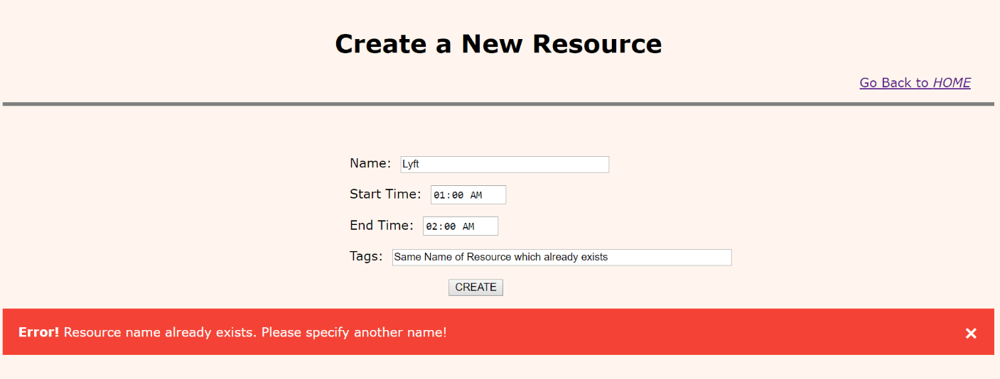 Create a New Resource
Go Back to HOME
Name: Lyft
Start Time: 01:00 AM
End Time: 02:00 AM
Tags: Same Name of Resource which already exists
CREATE
Error! Resource name already exists. Please specify another name! ×